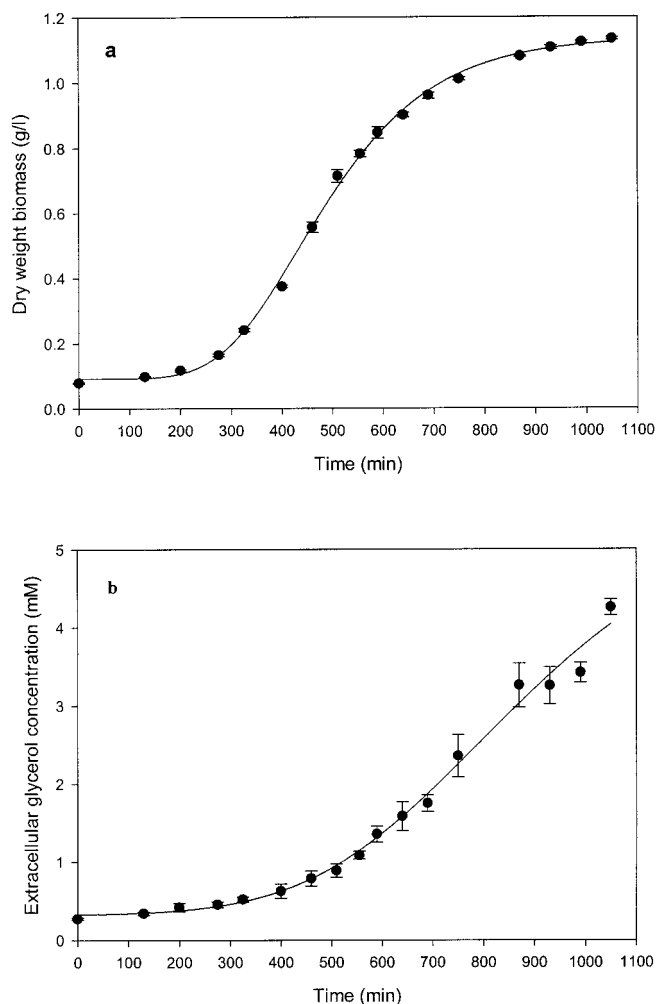 a
Dry weight biomass (g/l)
1.2
1.0
0.8
0.6
0.4
0.2
0.0
0 100 200 300 400 500 600 700 800 900 1000 1100
Time (min)
b
Extracellular glycerol concentration (mM)
5
4
3
2
1
0
0 100 200 300 400 500 600 700 800 900 1000 1100
Time (min)